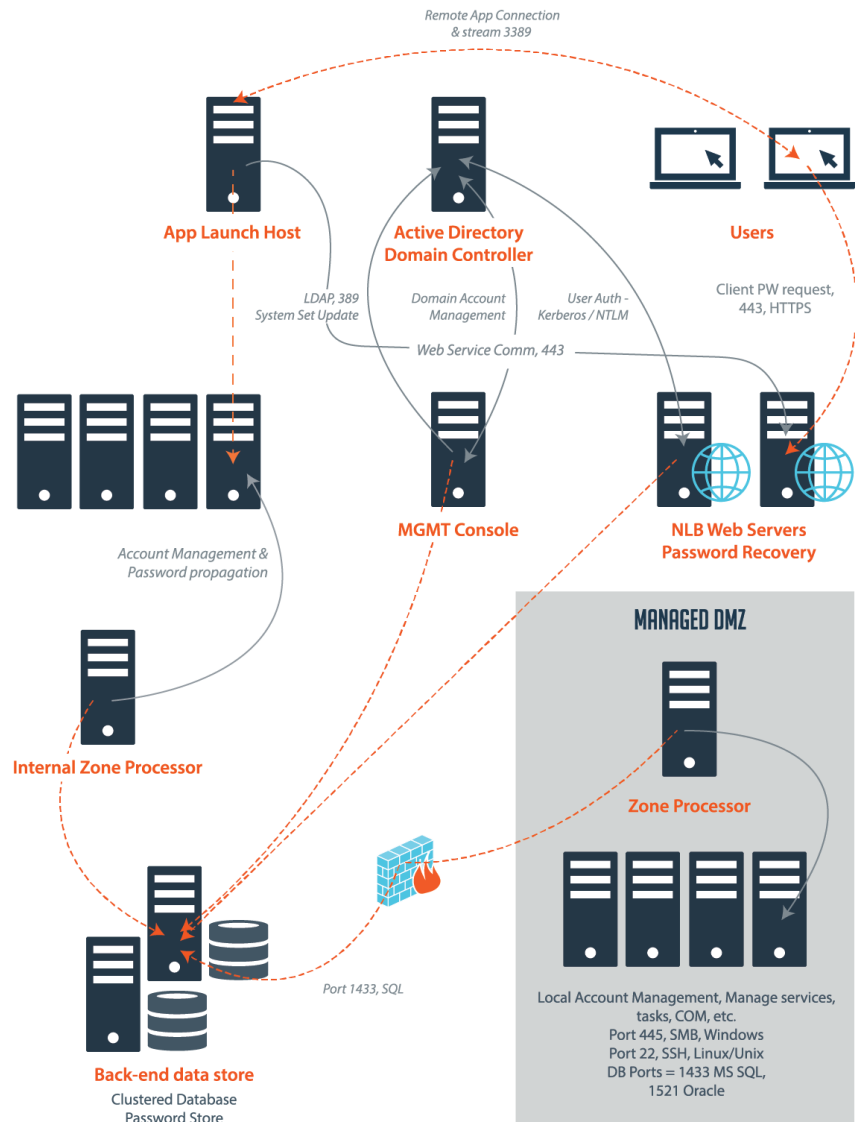 Remote App Connection
& stream 3389
App Launch Host
Active Directory
Domain Controller
Users
LDAP, 389
System Set Update
Domain Account
Management
User Auth -
Kerberos / NTLM
Client PW request,
443, HTTPS
Web Service Comm, 443
MGMT Console
NLB Web Servers
Password Recovery
Account Management &
Password propagation
MANAGED DMZ
Internal Zone Processor
Zone Processor
Port 1433, SQL
Local Account Management, Manage services,
tasks, COM, etc.
Port 445, SMB, Windows
Port 22, SSH, Linux/Unix
DB Ports = 1433 MS SQL,
1521 Oracle
Back-end data store
Clustered Database
Password Store